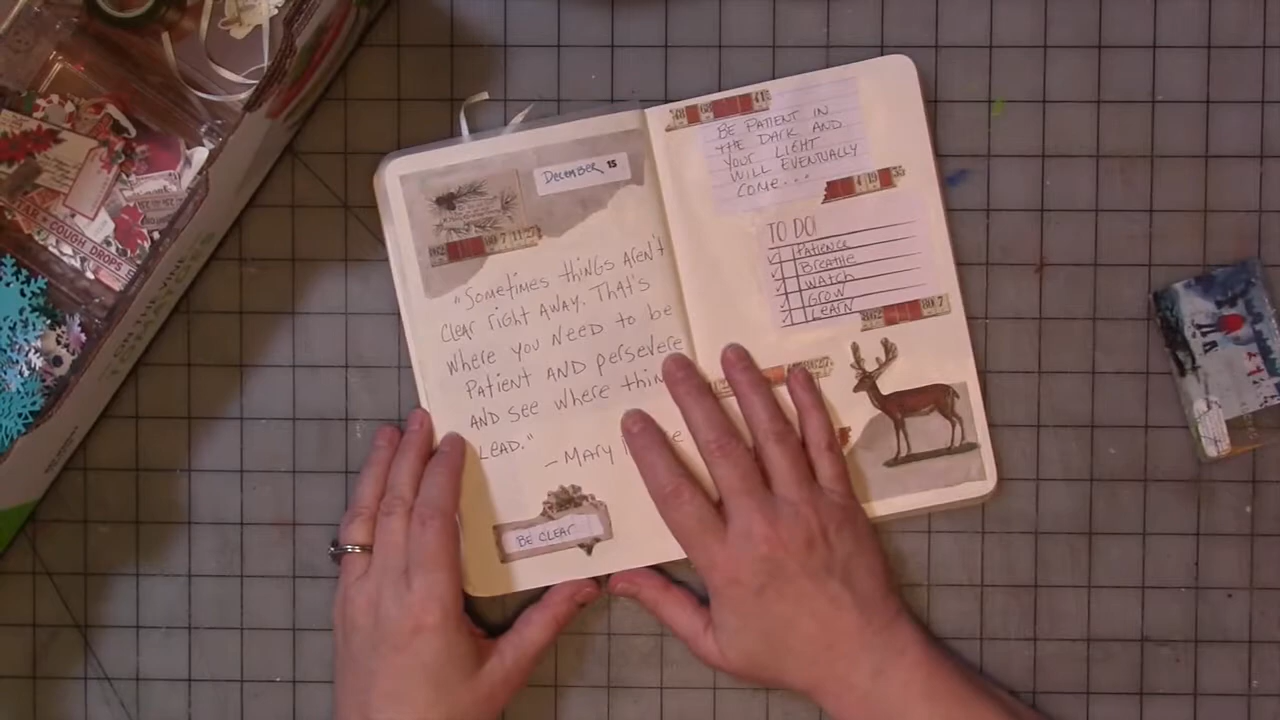 DECEMBER 15
"Sometimes things aren't
clear right away. That's
where you need to be
patient and persevere
and see where
lead."
- Mary
BE CLEAR
BE PATIENT IN
THE DARK AND
YOUR LIGHT
WILL EVENTUALLY
COME...
TO DO
PATIENCE
BREATHE
WATCH
GROW
LEARN
COUGH DROPS